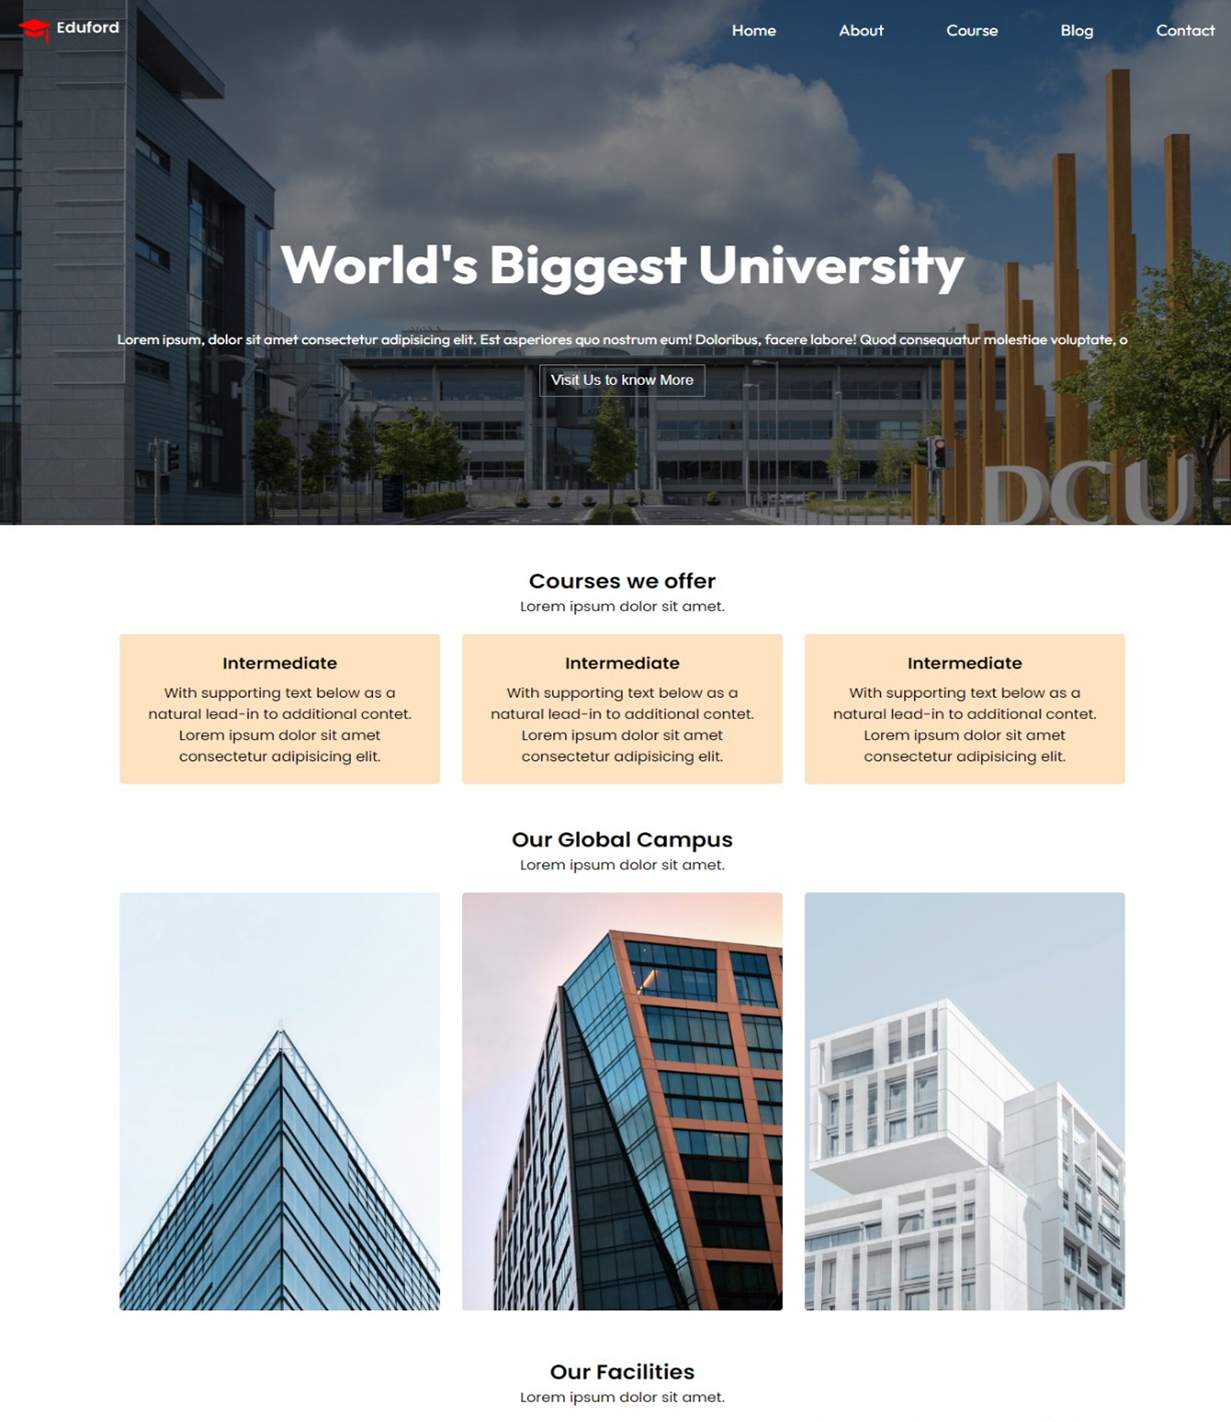 Eduford
Home About Course Blog Contact
World's Biggest University
Lorem ipsum, dolor sit amet consectetur adipisicing elit. Est asperiores quo nostrum eum! Doloribus, facere labore! Quod consequatur molestiae voluptate, o
Visit Us to know More
DCU
Courses we offer
Lorem ipsum dolor sit amet.
Intermediate
With supporting text below as a
natural lead-in to additional contet.
Lorem ipsum dolor sit amet
consectetur adipisicing elit.
Intermediate
With supporting text below as a
natural lead-in to additional contet.
Lorem ipsum dolor sit amet
consectetur adipisicing elit.
Intermediate
With supporting text below as a
natural lead-in to additional contet.
Lorem ipsum dolor sit amet
consectetur adipisicing elit.
Our Global Campus
Lorem ipsum dolor sit amet.
Our Facilities
Lorem ipsum dolor sit amet.